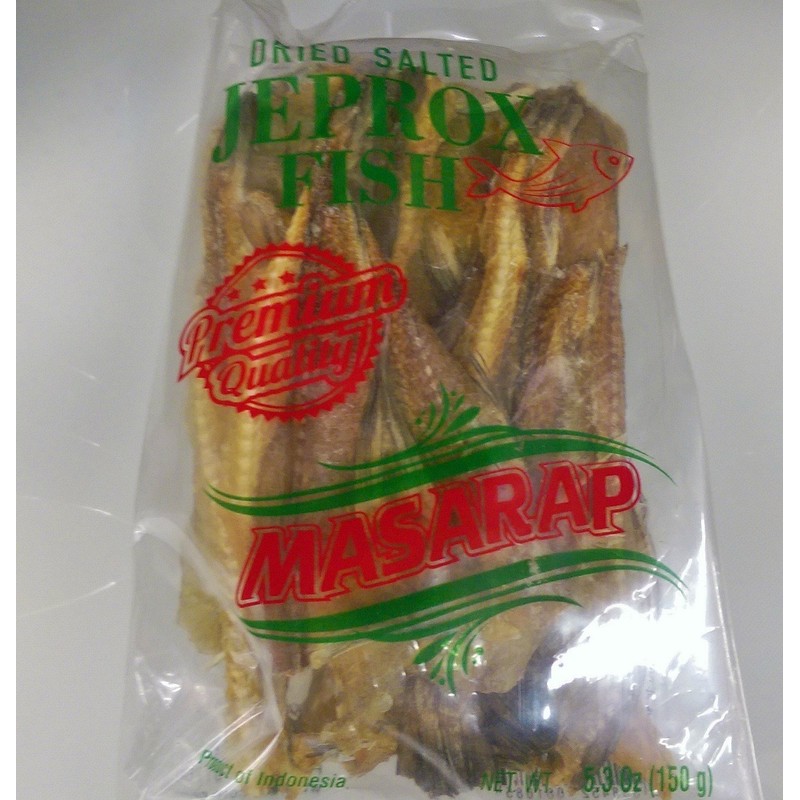 DRIED SALTED
JEPROX
FISH
Premium
Quality
MASARAP
Product of Indonesia
NET. WT. 5.3 Oz (150 g)